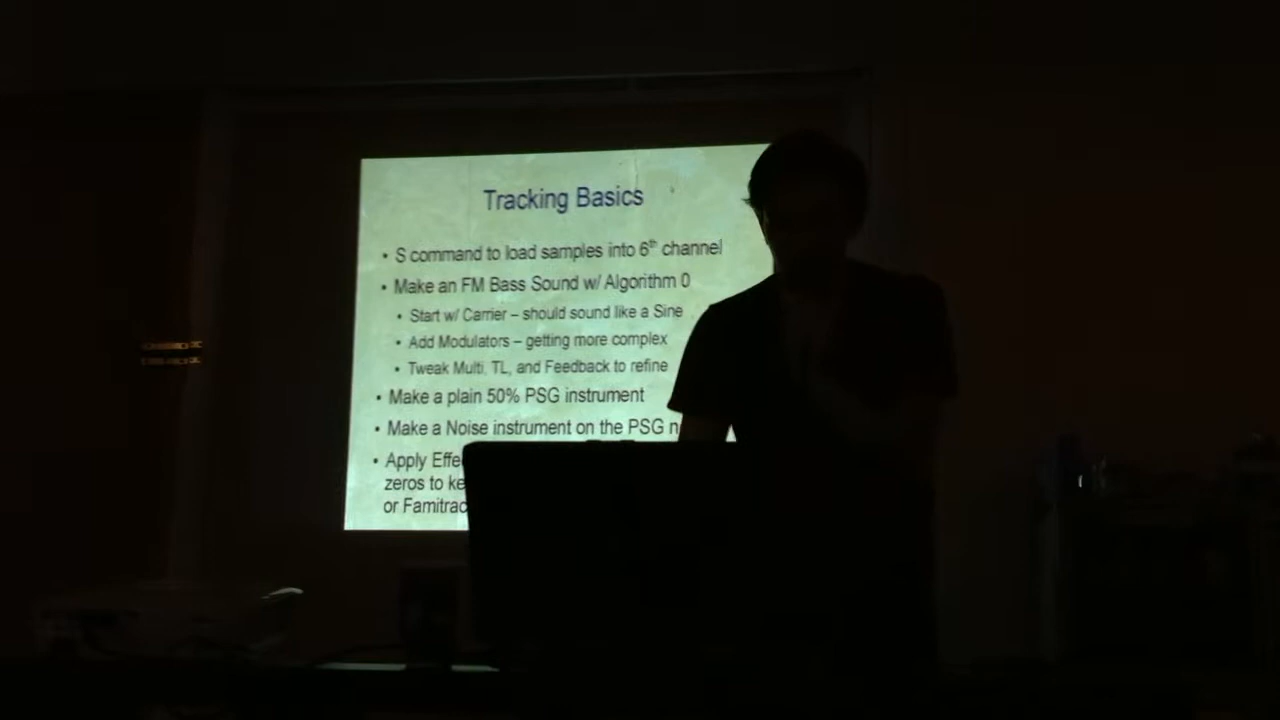 Tracking Basics
• S command to load samples into 6th channel
• Make an FM Bass Sound w/ Algorithm 0
• Start w/ Carrier – should sound like a Sine
• Add Modulators – getting more complex
• Tweak Multi, TL, and Feedback to refine
• Make a plain 50% PSG instrument
• Make a Noise instrument on the PSG
• Apply
zeros to
or